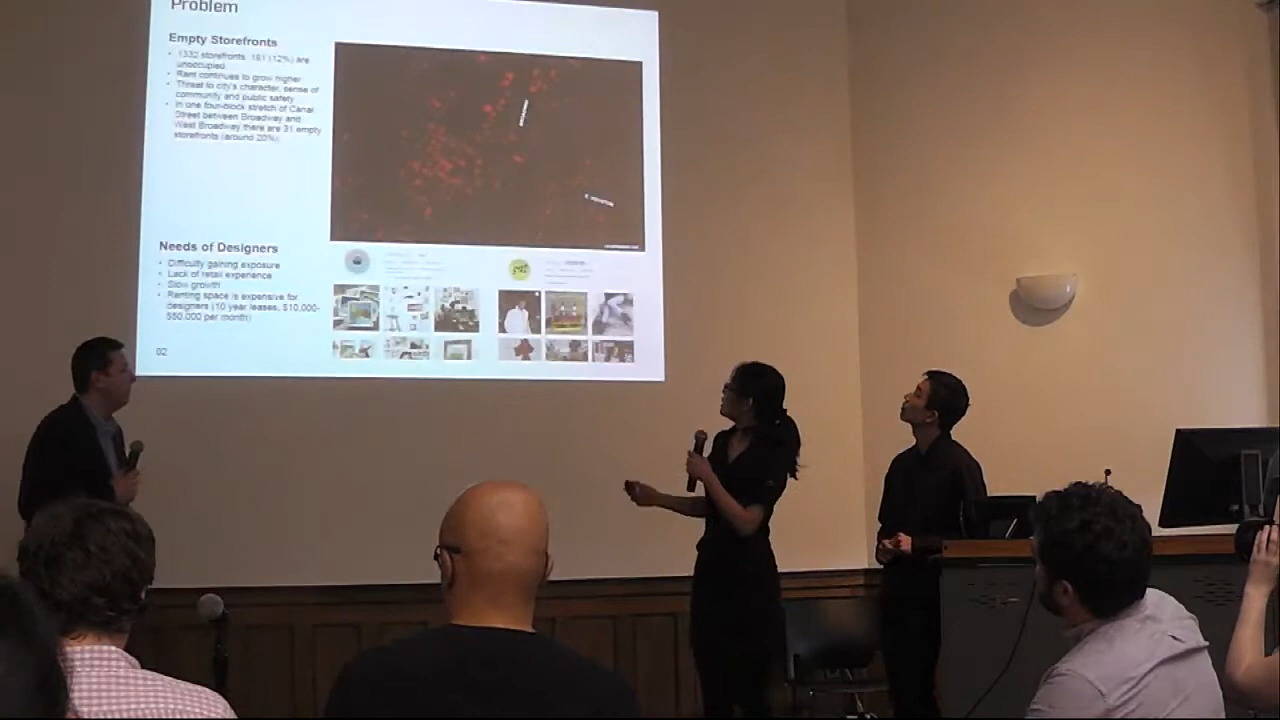 Problem
Empty Storefronts
• 1332 storefronts, 161 (12%) are
unoccupied.
• Rent continues to grow higher
• Threat to city's character, sense of
community and public safety
• In one four-block stretch of Canal
Street between Broadway and
West Broadway there are 31 empty
storefronts (around 20%)
Needs of Designers
• Difficulty gaining exposure
• Lack of retail experience
• Slow growth
• Renting space is expensive for
designers (10 year leases, $10,000-
$50,000 per month)
02